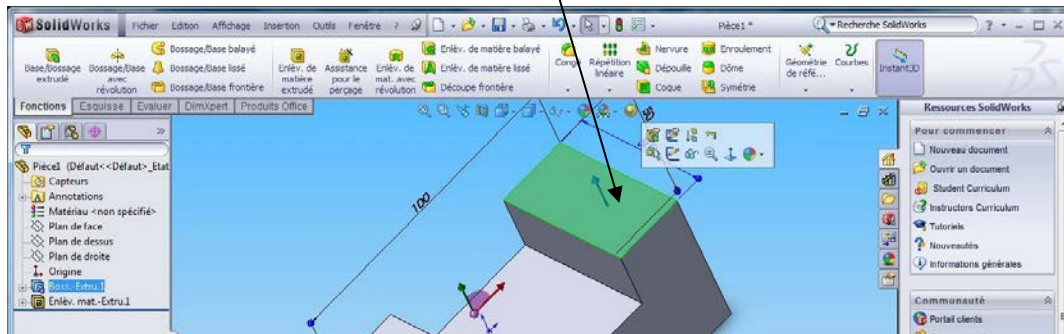 SolidWorks Fichier Edition Affichage Insertion Outils Fenêtre ? Pièce1 * Recherche SolidWorks ?
Base/Bossage extrudé
Bossage/Base avec révolution
Bossage/Base balayé
Bossage/Base lissé
Bossage/Base frontière
Enlèv. de matière extrudé
Assistance pour le perçage
Enlèv. de mat. avec révolution
Enlèv. de matière balayé
Enlèv. de matière lissé
Découpe frontière
Congé
Répétition linéaire
Nervure
Dépouille
Coque
Enroulement
Dôme
Symétrie
Géométrie de réfé...
Courbes
Instant3D
Fonctions Esquisse Evaluer DimXpert Produits Office
Pièce1 (Défaut<<Défaut>_Etat
Capteurs
Annotations
Matériau <non spécifié>
Plan de face
Plan de dessus
Plan de droite
Origine
Boss.-Extru.1
Enlèv. mat.-Extru.1
100
Ressources SolidWorks
Pour commencer
Nouveau document
Ouvrir un document
Student Curriculum
Instructors Curriculum
Tutoriels
Nouveautés
Informations générales
Communauté
Portail clients